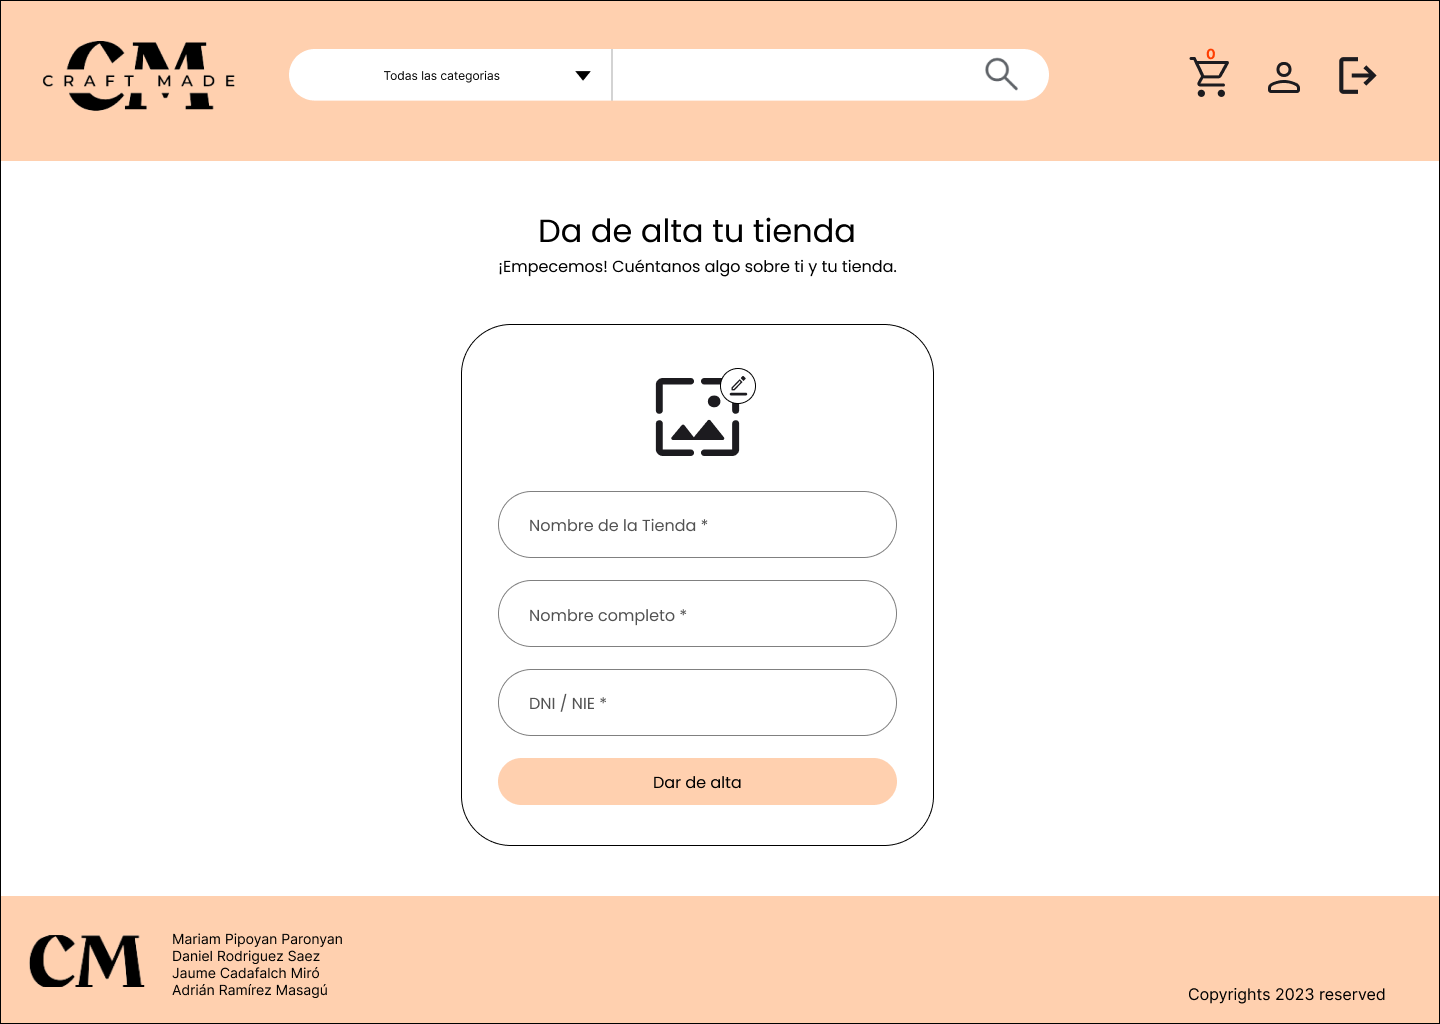 CM
CRAFT MADE
Todas las categorias
0
Da de alta tu tienda
¡Empecemos! Cuéntanos algo sobre ti y tu tienda.
Nombre de la Tienda *
Nombre completo *
DNI / NIE *
Dar de alta
CM
Mariam Pipoyan Paronyan
Daniel Rodriguez Saez
Jaume Cadafalch Miró
Adrián Ramírez Masagú
Copyrights 2023 reserved